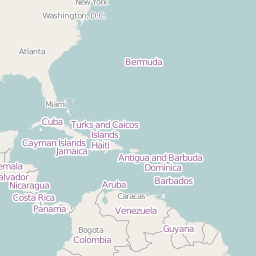 New York
Washington, D.C.
Atlanta
Bermuda
Miami
Cuba
Turks and Caicos
Islands
Cayman Islands
Haiti
Jamaica
Antigua and Barbuda
emala
Dominica
Salvador
Barbados
Nicaragua
Aruba
Costa Rica
Caracas
Panama
Venezuela
Bogota
Guyana
Colombia